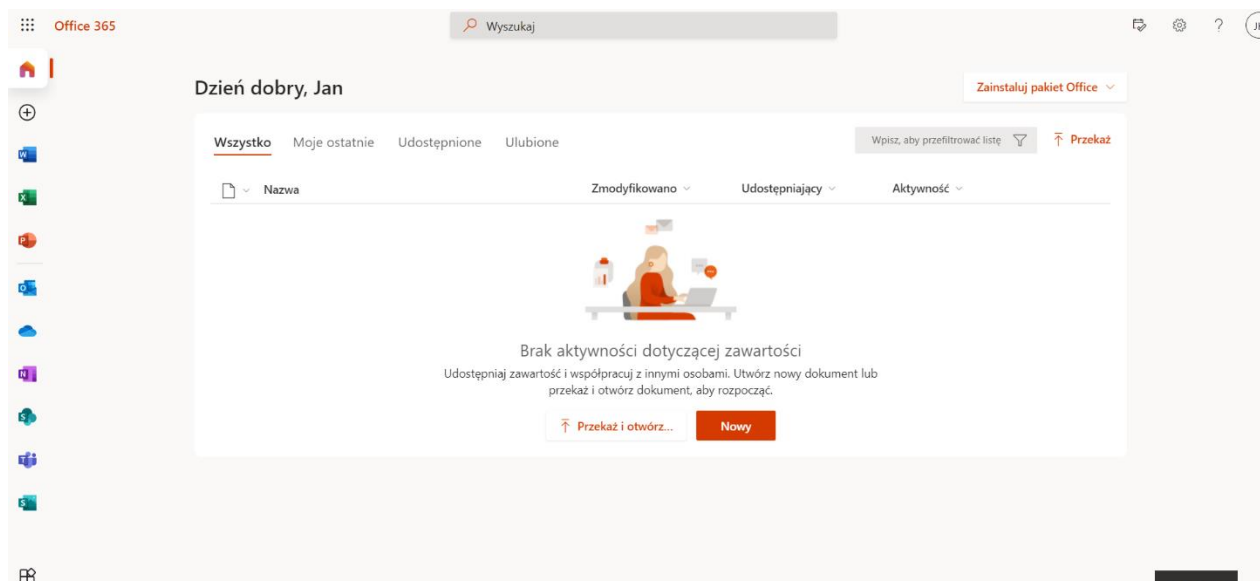 Office 365
Wyszukaj
Dzień dobry, Jan
Zainstaluj pakiet Office
Wszystko Moje ostatnie Udostępnione Ulubione
Wpisz, aby przefiltrować listę
Przekaż
Nazwa Zmodyfikowano Udostępniający Aktywność
Brak aktywności dotyczącej zawartości
Udostępniaj zawartość i współpracuj z innymi osobami. Utwórz nowy dokument lub
przekaż i otwórz dokument, aby rozpocząć.
Przekaż i otwórz...
Nowy